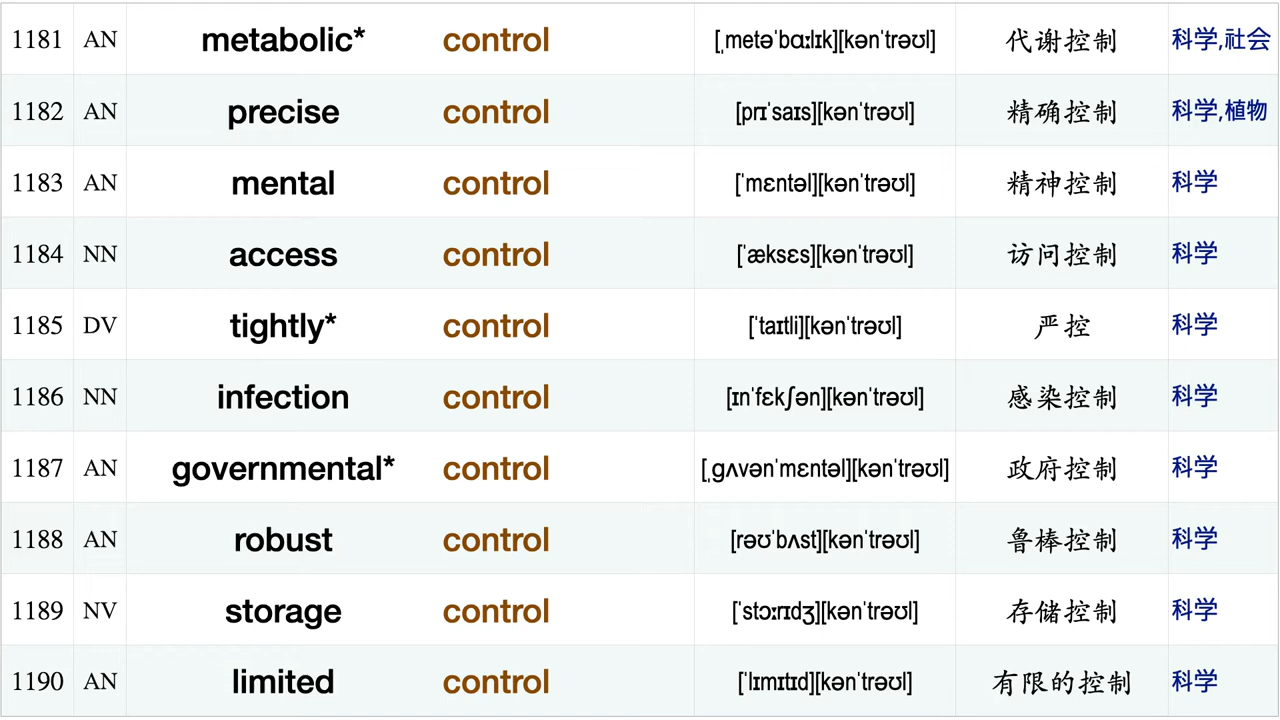 1181 AN metabolic* control [ˌmetəˈbɑːlɪk][kənˈtrəʊl] 代谢控制 科学,社会
1182 AN precise control [prɪˈsaɪs][kənˈtrəʊl] 精确控制 科学,植物
1183 AN mental control [ˈmɛntəl][kənˈtrəʊl] 精神控制 科学
1184 NN access control [ˈæksɛs][kənˈtrəʊl] 访问控制 科学
1185 DV tightly* control [ˈtaɪtli][kənˈtrəʊl] 严控 科学
1186 NN infection control [ɪnˈfɛkʃən][kənˈtrəʊl] 感染控制 科学
1187 AN governmental* control [ˌɡʌvənˈmɛntəl][kənˈtrəʊl] 政府控制 科学
1188 AN robust control [rəʊˈbʌst][kənˈtrəʊl] 鲁棒控制 科学
1189 NV storage control [ˈstɔːrɪdʒ][kənˈtrəʊl] 存储控制 科学
1190 AN limited control [ˈlɪmɪtɪd][kənˈtrəʊl] 有限的控制 科学